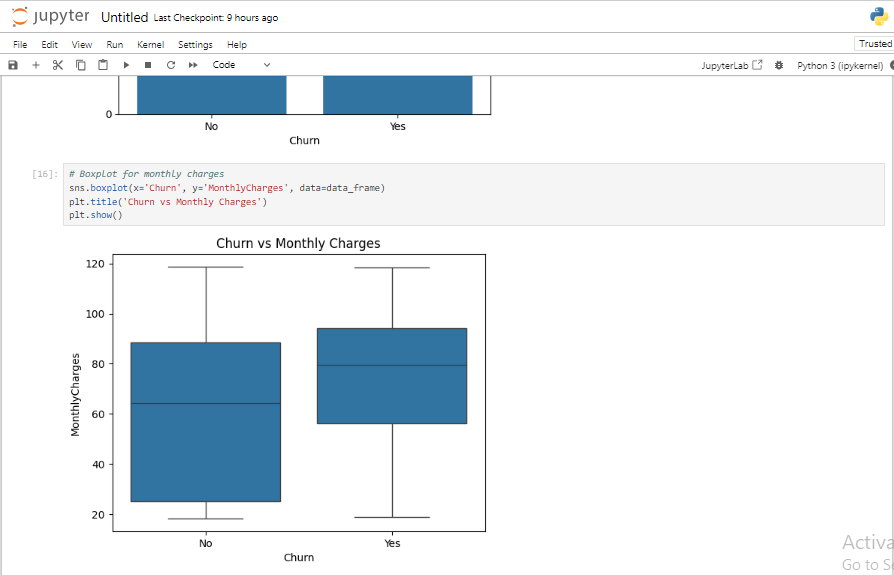 jupyter Untitled Last Checkpoint: 9 hours ago
File Edit View Run Kernel Settings Help
Trusted
Code
JupyterLab
Python 3 (ipykernel)
0
No Yes
Churn
[16]:
# Boxplot for monthly charges
sns.boxplot(x='Churn', y='MonthlyCharges', data=data_frame)
plt.title('Churn vs Monthly Charges')
plt.show()
Churn vs Monthly Charges
120
100
80
60
40
20
MonthlyCharges
No Yes
Churn
Activa
Go to S